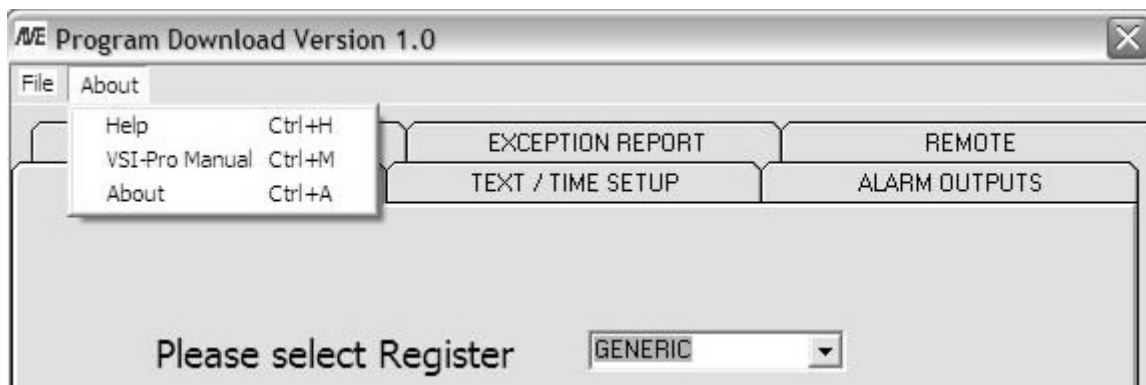 AVE Program Download Version 1.0
File About
Help Ctrl+H
VSI-Pro Manual Ctrl+M
About Ctrl+A
EXCEPTION REPORT REMOTE
TEXT / TIME SETUP ALARM OUTPUTS
Please select Register GENERIC